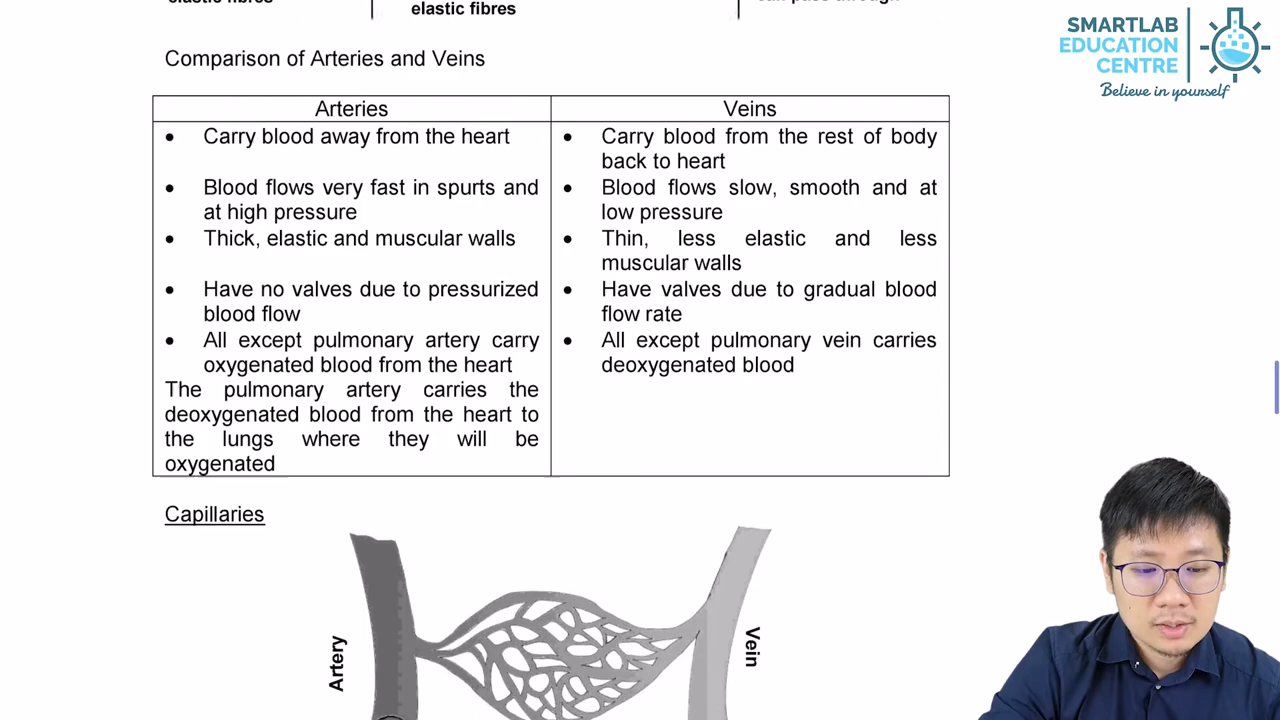 elastic fibres
SMARTLAB
EDUCATION
CENTRE
Believe in yourself
Comparison of Arteries and Veins
Arteries
Veins
• Carry blood away from the heart
• Carry blood from the rest of body
back to heart
• Blood flows very fast in spurts and
at high pressure
• Blood flows slow, smooth and at
low pressure
• Thick, elastic and muscular walls
• Thin, less elastic and less
muscular walls
• Have no valves due to pressurized
blood flow
• Have valves due to gradual blood
flow rate
• All except pulmonary artery carry
oxygenated blood from the heart
The pulmonary artery carries the
deoxygenated blood from the heart to
the lungs where they will be
oxygenated
• All except pulmonary vein carries
deoxygenated blood
Capillaries
Artery
Vein